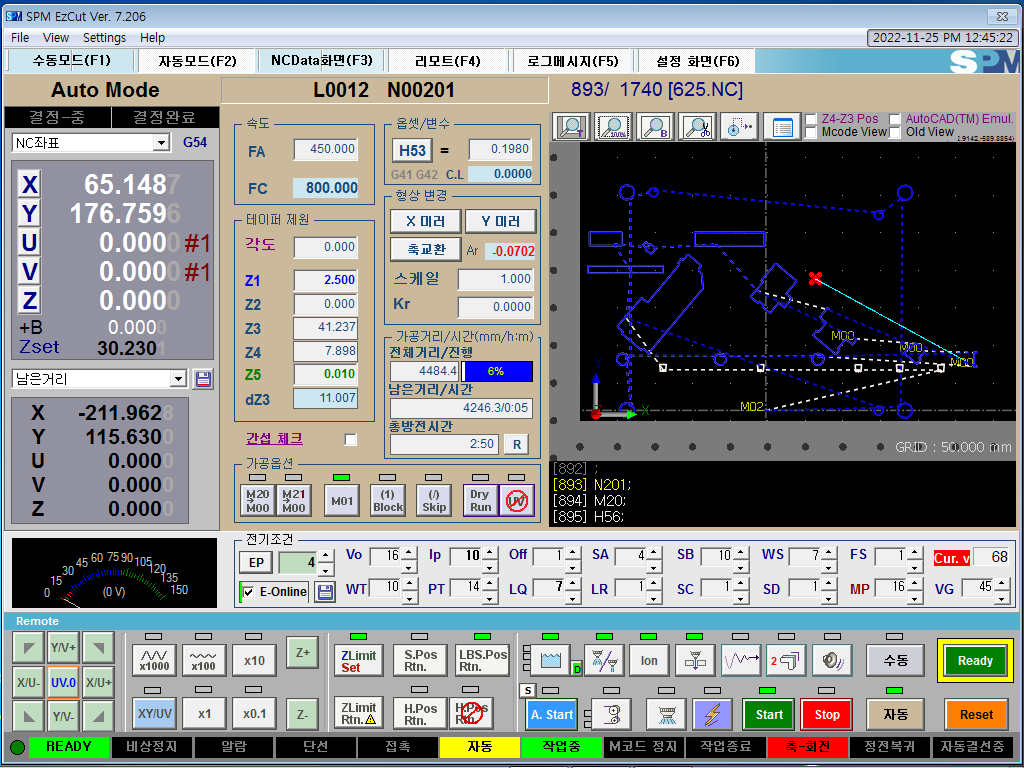 SPM EzCut Ver. 7.206
File View Settings Help
2022-11-25 PM 12:45:22
수동모드(F1) 자동모드(F2) NCData화면(F3) 리모트(F4) 로그메시지(F5) 설정 화면(F6) SPM
Auto Mode L0012 N00201 893/ 1740 [625.NC]
결정-중 결정완료
NC좌표 G54
X 65.1487
Y 176.7596
U 0.0000 #1
V 0.0000 #1
Z 0.0000
+B 0.0000
Zset 30.2301
남은거리
X -211.9628
Y 115.6300
U 0.0000
V 0.0000
Z 0.0000
속도
FA 450.000
FC 800.000
테이퍼 제원
각도 0.000
Z1 2.500
Z2 0.000
Z3 41.237
Z4 7.898
Z5 0.010
dZ3 11.007
간섭 체크
옵셋/변수
H53 = 0.1980
G41 G42 C.L 0.0000
형상 변경
X 미러 Y 미러
축교환 Ar -0.0702
스케일 1.000
Kr 0.0000
가공거리/시간(mm/h:m)
전체거리/진행
4484.4 6%
남은거리/시간
4246.3/0:05
총방전시간
2:50 R
가공옵션
M20 M00 M21 M00 M01 (1) Block (/) Skip Dry Run UV
100% B
Z4-Z3 Pos AutoCAD(TM) Emul.
Mcode View Old View
M00
M00
M00
M02
Y
X
GRID : 50.000 mm
[892] ;
[893] N201;
[894] M20;
[895] H56;
0 15 30 45 60 75 90 105 120 135 150
(0 V)
전기조건
EP 4
E-Online
Vo 16 Ip 10 Off 1 SA 4 SB 10 WS 7 FS 1 Cur. v 68
WT 10 PT 14 LQ 7 LR 1 SC 1 SD 1 MP 16 VG 45
Remote
Y/V+
X/U- UV.0 X/U+
Y/V-
x1000 x100 x10 Z+
XY/UV x1 x0.1 Z-
ZLimit Set S.Pos Rtn. LBS.Pos Rtn.
ZLimit Rtn. H.Pos Rtn.
D Ion 2 수동 Ready
S A. Start Start Stop 자동 Reset
READY 비상정지 알람 단선 접촉 자동 작업중 M코드 정지 작업종료 축-회전 정전복귀 자동결선중